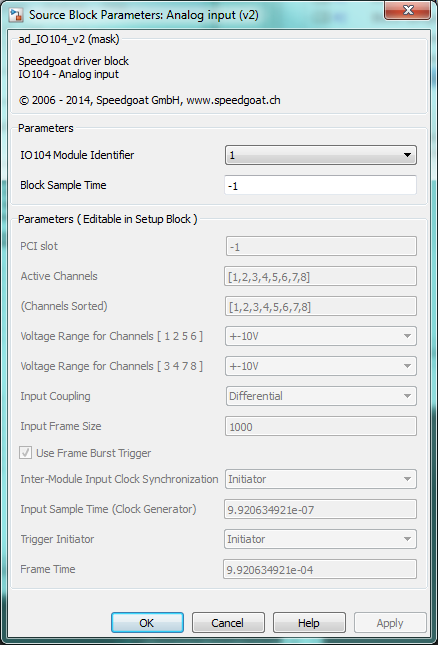 Source Block Parameters: Analog input (v2)
ad_IO104_v2 (mask)
Speedgoat driver block
IO104 - Analog input
© 2006 - 2014, Speedgoat GmbH, www.speedgoat.ch
Parameters
IO104 Module Identifier 1
Block Sample Time -1
Parameters ( Editable in Setup Block )
PCI slot -1
Active Channels [1,2,3,4,5,6,7,8]
(Channels Sorted) [1,2,3,4,5,6,7,8]
Voltage Range for Channels [ 1 2 5 6 ] +-10V
Voltage Range for Channels [ 3 4 7 8 ] +-10V
Input Coupling Differential
Input Frame Size 1000
Use Frame Burst Trigger
Inter-Module Input Clock Synchronization Initiator
Input Sample Time (Clock Generator) 9.920634921e-07
Trigger Initiator Initiator
Frame Time 9.920634921e-04
OK Cancel Help Apply